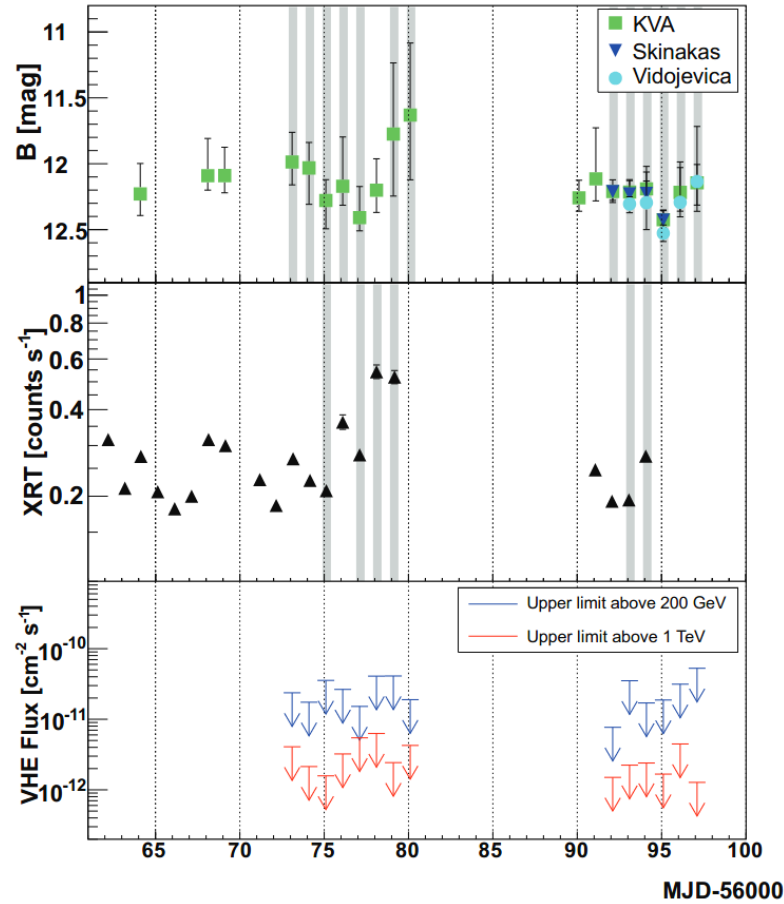 11
11.5
12
12.5
B [mag]
KVA
Skinakas
Vidojevica
1
0.8
0.6
0.4
0.2
XRT [counts s⁻¹]
Upper limit above 200 GeV
Upper limit above 1 TeV
10⁻¹⁰
10⁻¹¹
10⁻¹²
VHE Flux [cm⁻² s⁻¹]
65 70 75 80 85 90 95 100
MJD-56000